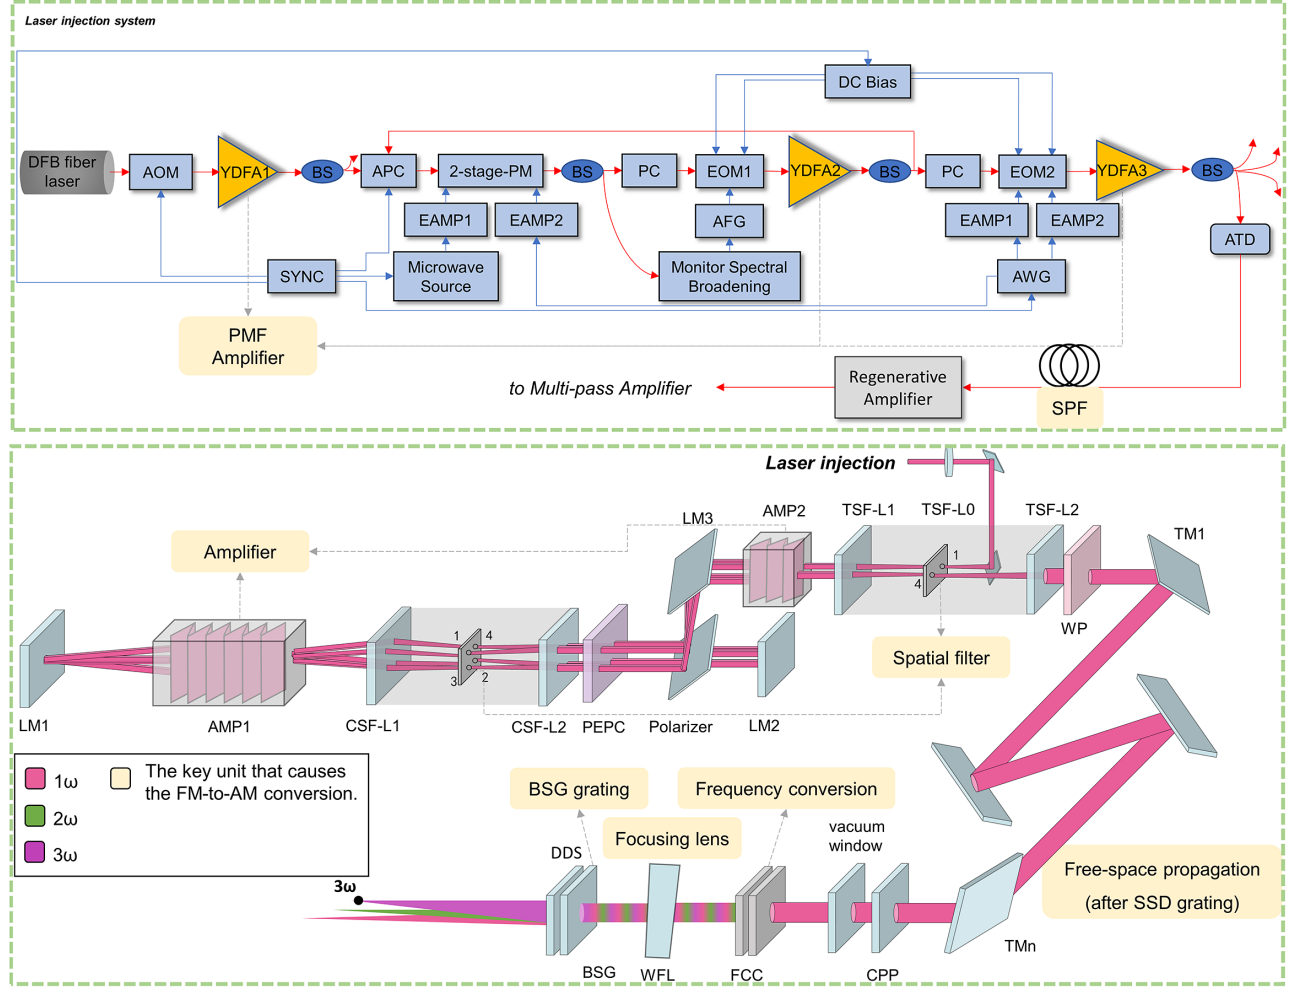 Laser injection system
DC Bias
DFB fiber
laser
AOM
YDFA1
BS
APC
2-stage-PM
BS
PC
EOM1
YDFA2
BS
PC
EOM2
YDFA3
BS
EAMP1
EAMP2
AFG
EAMP1
EAMP2
ATD
SYNC
Microwave
Source
Monitor Spectral
Broadening
AWG
PMF
Amplifier
to Multi-pass Amplifier
Regenerative
Amplifier
SPF
Laser injection
LM3
AMP2
TSF-L1
TSF-L0
TSF-L2
TM1
Amplifier
1
4
WP
1
4
3
2
Spatial filter
LM1
AMP1
CSF-L1
CSF-L2
PEPC
Polarizer
LM2
1ω
The key unit that causes
the FM-to-AM conversion.
2ω
3ω
BSG grating
Frequency conversion
Focusing lens
vacuum
window
DDS
3ω
Free-space propagation
(after SSD grating)
BSG
WFL
FCC
CPP
TMn